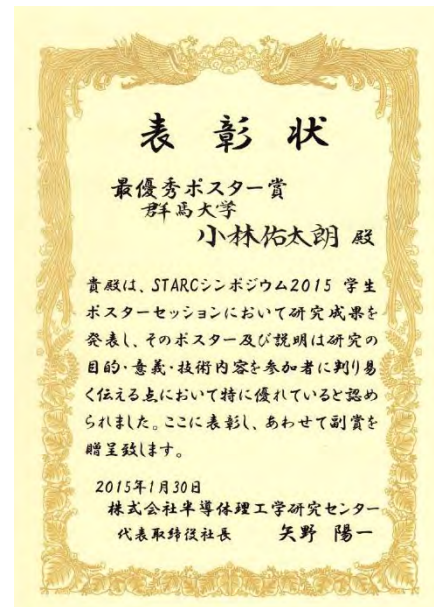 表彰状
最優秀ポスター賞
群馬大学
小林佑太朗 殿
貴殿は、STARCシンポジウム2015 学生
ポスターセッションにおいて研究成果を
発表し、そのポスター及び説明は研究の
目的・意義・技術内容を参加者に判り易
く伝える点において特に優れていると認め
られました。ここに表彰し、あわせて副賞を
贈呈致します。
2015年1月30日
株式会社半導体理工学研究センター
代表取締役社長 矢野 陽一